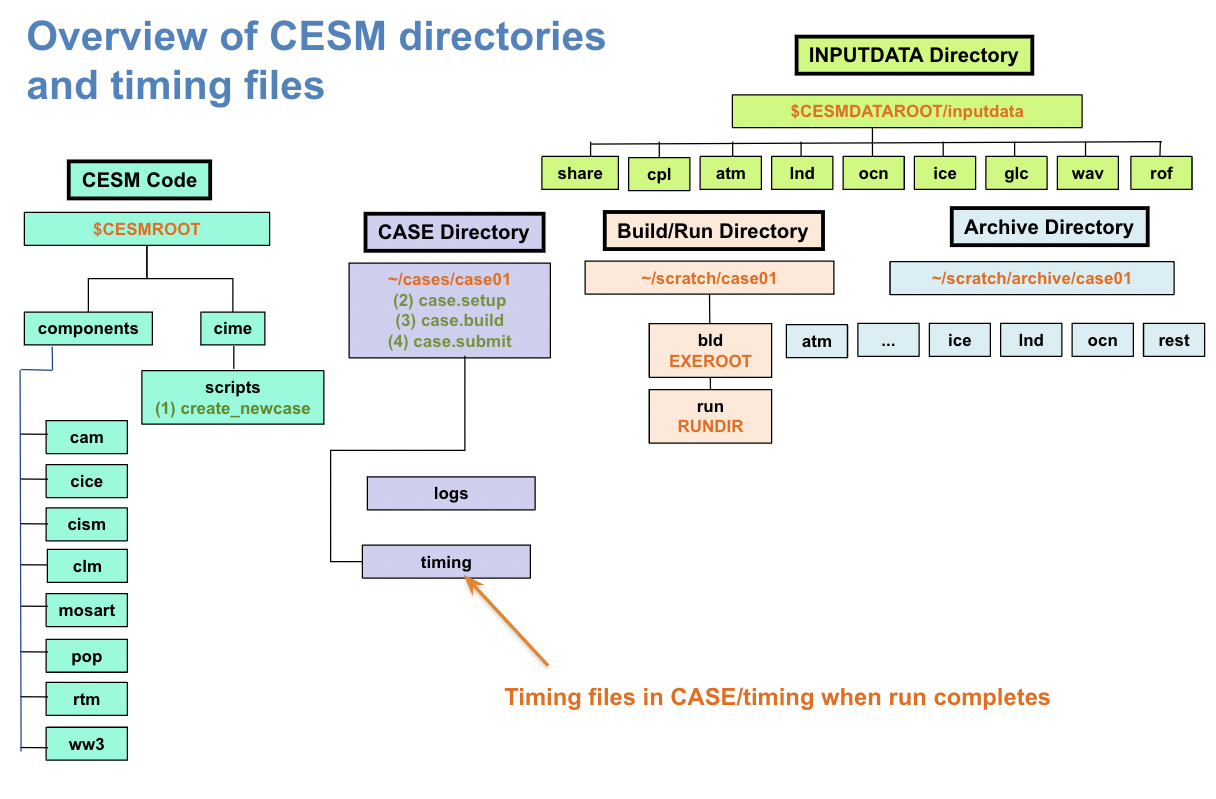 Overview of CESM directories
and timing files
INPUTDATA Directory
$CESMDATAROOT/inputdata
share
cpl
atm
lnd
ocn
ice
glc
wav
rof
CESM Code
$CESMROOT
components
cime
scripts
(1) create_newcase
cam
cice
cism
clm
mosart
pop
rtm
ww3
CASE Directory
~/cases/case01
(2) case.setup
(3) case.build
(4) case.submit
logs
timing
Build/Run Directory
~/scratch/case01
bld
EXEROOT
run
RUNDIR
Archive Directory
~/scratch/archive/case01
atm
...
ice
lnd
ocn
rest
Timing files in CASE/timing when run completes